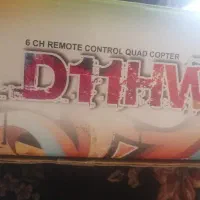 6 CH REMOTE CONTROL QUAD COPTER
D11HW